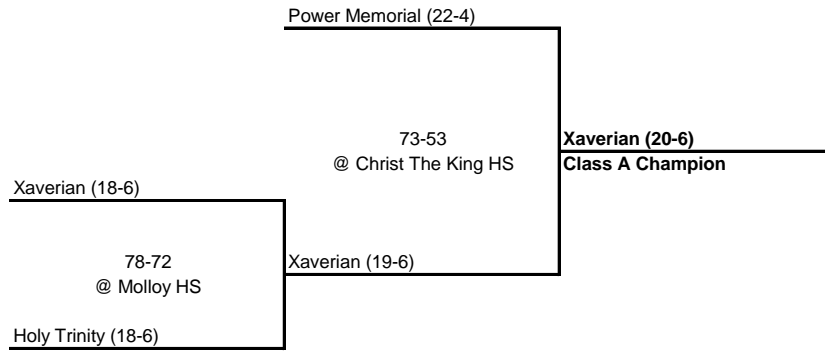 Power Memorial (22-4)
73-53
@ Christ The King HS
Xaverian (20-6)
Class A Champion
Xaverian (18-6)
78-72
@ Molloy HS
Xaverian (19-6)
Holy Trinity (18-6)